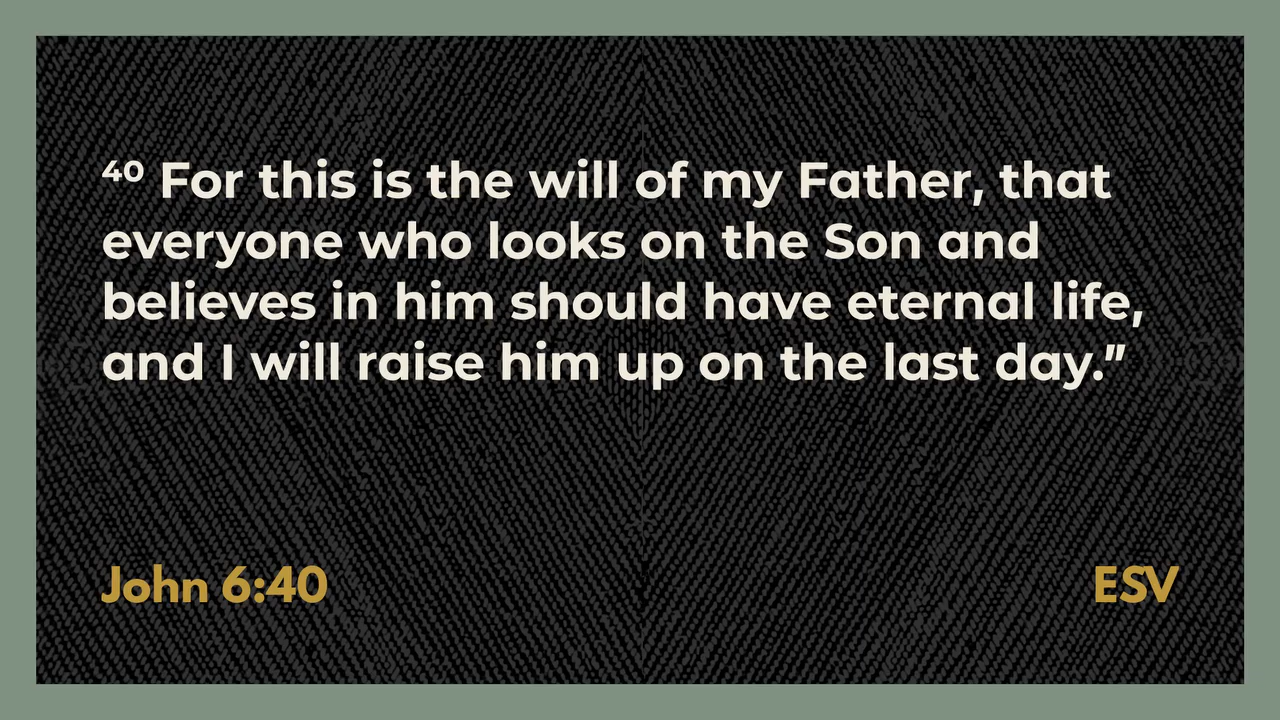 ⁴⁰ For this is the will of my Father, that
everyone who looks on the Son and
believes in him should have eternal life,
and I will raise him up on the last day.”
John 6:40
ESV